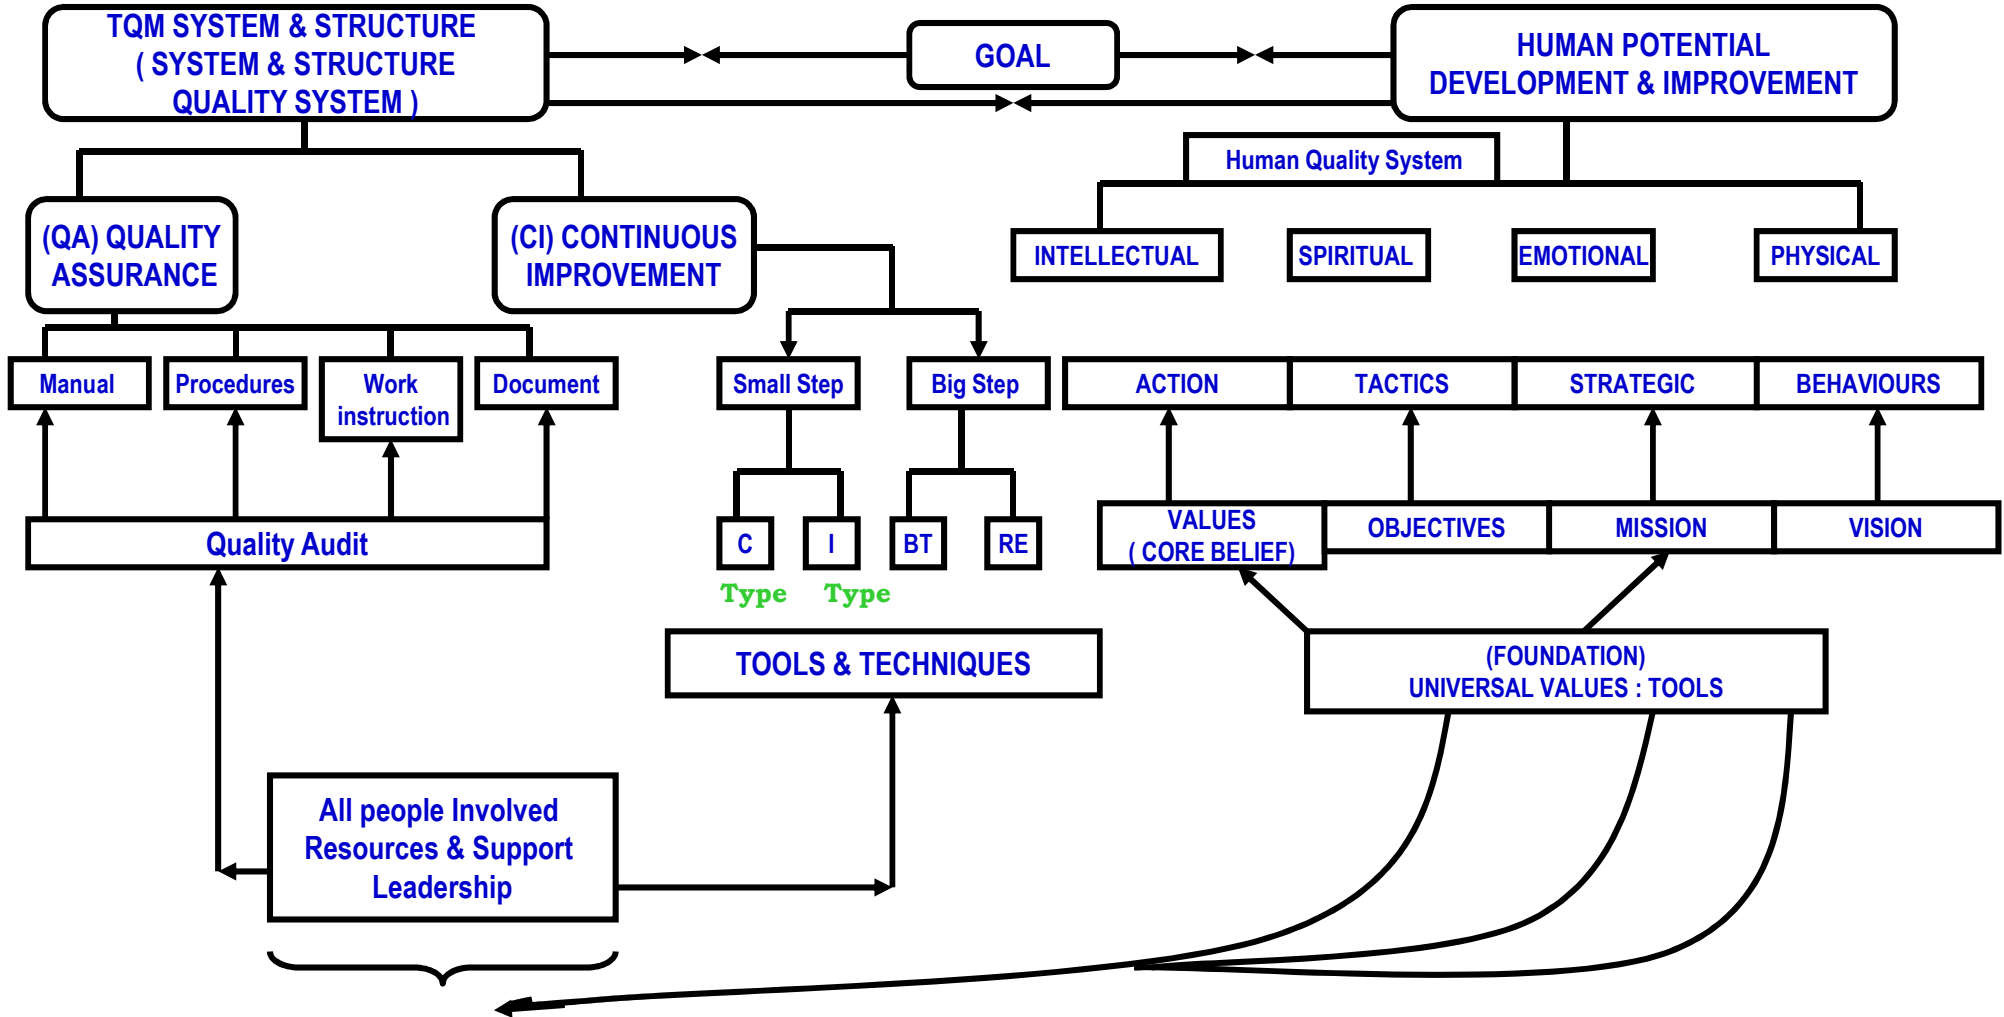 TQM SYSTEM & STRUCTURE
( SYSTEM & STRUCTURE
QUALITY SYSTEM )
GOAL
HUMAN POTENTIAL
DEVELOPMENT & IMPROVEMENT
Human Quality System
(QA) QUALITY
ASSURANCE
(CI) CONTINUOUS
IMPROVEMENT
INTELLECTUAL
SPIRITUAL
EMOTIONAL
PHYSICAL
Manual
Procedures
Work
instruction
Document
Small Step
Big Step
ACTION
TACTICS
STRATEGIC
BEHAVIOURS
Quality Audit
C
I
BT
RE
Type
Type
VALUES
( CORE BELIEF)
OBJECTIVES
MISSION
VISION
TOOLS & TECHNIQUES
(FOUNDATION)
UNIVERSAL VALUES : TOOLS
All people Involved
Resources & Support
Leadership